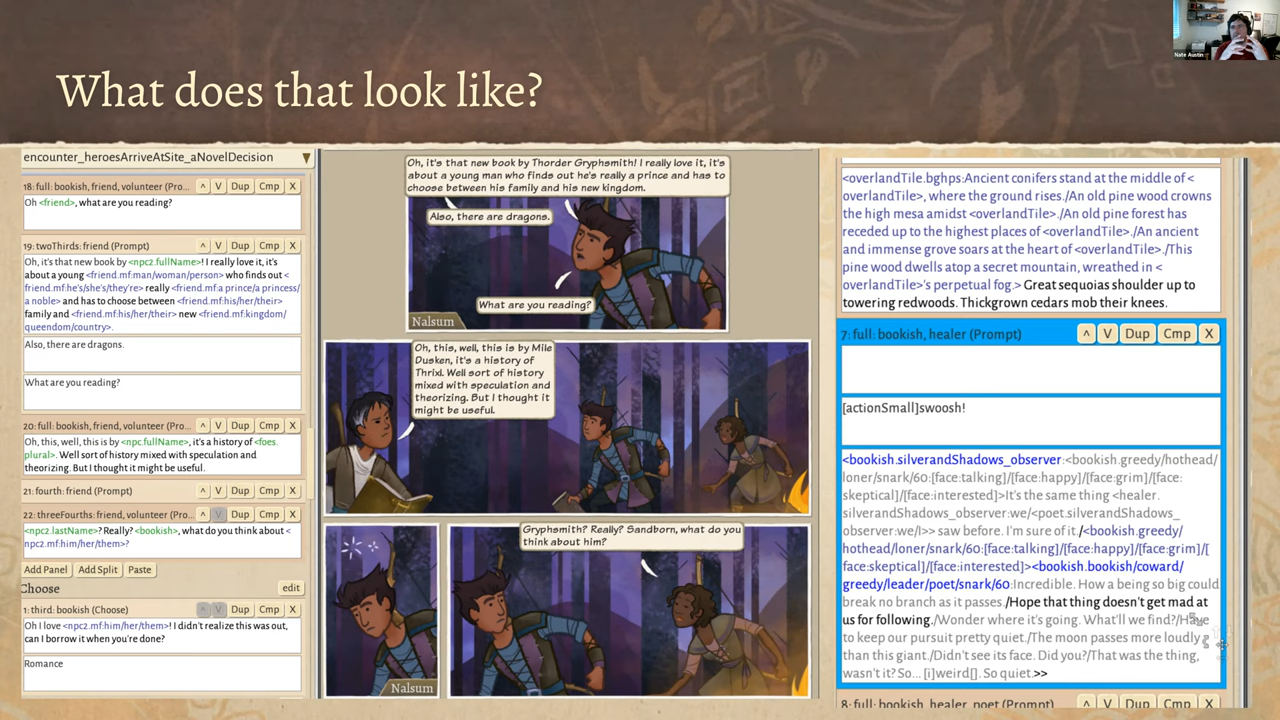 Nate Austin
What does that look like?
encounter_heroesArriveAtSite_aNovelDecision
18: full: bookish, friend, volunteer (Pro... ^ V Dup Cmp X
Oh <friend>, what are you reading?
19: twoThirds: friend (Prompt) ^ V Dup Cmp X
Oh, it's that new book by <npc2.fullName>! I really love it, it's
about a young <friend.mf:man/woman/person> who finds out <
friend.mf:he's/she's/they're> really <friend.mf:a prince/a princess/
a noble> and has to choose between <friend.mf:his/her/their>
family and <friend.mf:his/her/their> new <friend.mf:kingdom/
queendom/country>.
Also, there are dragons.
What are you reading?
20: full: bookish, friend, volunteer (Pro... ^ V Dup Cmp X
Oh, this, well, this is by <npc.fullName>, it's a history of <foes.
plural>. Well sort of history mixed with speculation and
theorizing. But I thought it might be useful.
21: fourth: friend (Prompt) ^ V Dup Cmp X
22: threeFourths: friend, volunteer (Pro... ^ V Dup Cmp X
<npc2.lastName>? Really? <bookish>, what do you think about <
npc2.mf:him/her/them>?
Add Panel Add Split Paste
Choose edit
1: third: bookish (Choose) ^ V Dup Cmp X
Oh I love <npc2.mf:him/her/them>! I didn't realize this was out,
can I borrow it when you're done?
Romance
Oh, it's that new book by Thorder Gryphsmith! I really love it, it's
about a young man who finds out he's really a prince and has to
choose between his family and his new kingdom.
Also, there are dragons.
What are you reading?
Nalsum
Oh, this, well, this is by Mile
Dusken, it's a history of
Thrixl. Well sort of history
mixed with speculation and
theorizing. But I thought it
might be useful.
Gryphsmith? Really? Sandborn, what do you
think about him?
Nalsum
<overlandTile.bghps:Ancient conifers stand at the middle of <
overlandTile>, where the ground rises./An old pine wood crowns
the high mesa amidst <overlandTile>./An old pine forest has
receded up to the highest places of <overlandTile>./An ancient
and immense grove soars at the heart of <overlandTile>./This
pine wood dwells atop a secret mountain, wreathed in <
overlandTile>'s perpetual fog.> Great sequoias shoulder up to
towering redwoods. Thickgrown cedars mob their knees.
7: full: bookish, healer (Prompt) ^ V Dup Cmp X
[actionSmall]swoosh!
<bookish.silverandShadows_observer:<bookish.greedy/hothead/
loner/snark/60:[face:talking]/[face:happy]/[face:grim]/[face:
skeptical]/[face:interested]>It's the same thing <healer.
silverandShadows_observer:we/<poet.silverandShadows_
observer:we/I>> saw before. I'm sure of it./<bookish.greedy/
hothead/loner/snark/60:[face:talking]/[face:happy]/[face:grim]/[
face:skeptical]/[face:interested]><bookish.bookish/coward/
greedy/leader/poet/snark/60:Incredible. How a being so big could
break no branch as it passes./Hope that thing doesn't get mad at
us for following./Wonder where it's going. What'll we find?/Have
to keep our pursuit pretty quiet./The moon passes more loudly
than this giant./Didn't see its face. Did you?/That was the thing,
wasn't it? So... [i]weird[]. So quiet.>>
8: full: bookish, healer, poet (Prompt) ^ V Dup Cmp X